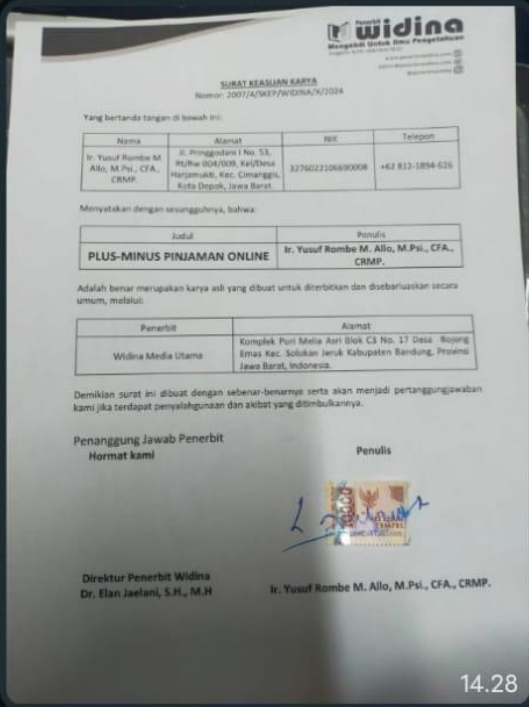 Penerbit
widina
Mengabdi Untuk Ilmu Pengetahuan
SURAT KEASLIAN KARYA
Nomor: 2007/4/SKEP/WIDINA/X/2024
Yang bertanda tangan di bawah ini:
Nama Alamat NIK Telepon
Ir. Yusuf Rombe M. Allo, M.Psi., CFA., CRMP.
Jl. Pringgodani I No. 53, Rt/Rw 004/009, Kel/Desa Harjamukti, Kec. Cimanggis, Kota Depok, Jawa Barat.
3276022106690008
+62 812-1894-626
Menyatakan dengan sesungguhnya, bahwa:
Judul Penulis
PLUS-MINUS PINJAMAN ONLINE
Ir. Yusuf Rombe M. Allo, M.Psi., CFA.,
CRMP.
Adalah benar merupakan karya asli yang dibuat untuk diterbitkan dan disebarluaskan secara
umum, melalui:
Penerbit Alamat
Widina Media Utama
Komplek Puri Melia Asri Blok C3 No. 17 Desa Bojong
Emas Kec. Solokan Jeruk Kabupaten Bandung, Provinsi
Jawa Barat, Indonesia.
Demikian surat ini dibuat dengan sebenar-benarnya serta akan menjadi pertanggungjawaban
kami jika terdapat penyalahgunaan dan akibat yang ditimbulkannya.
Penanggung Jawab Penerbit
Hormat kami
Penulis
10000
Direktur Penerbit Widina
Dr. Elan Jaelani, S.H., M.H
Ir. Yusuf Rombe M. Allo, M.Psi., CFA., CRMP.
14.28